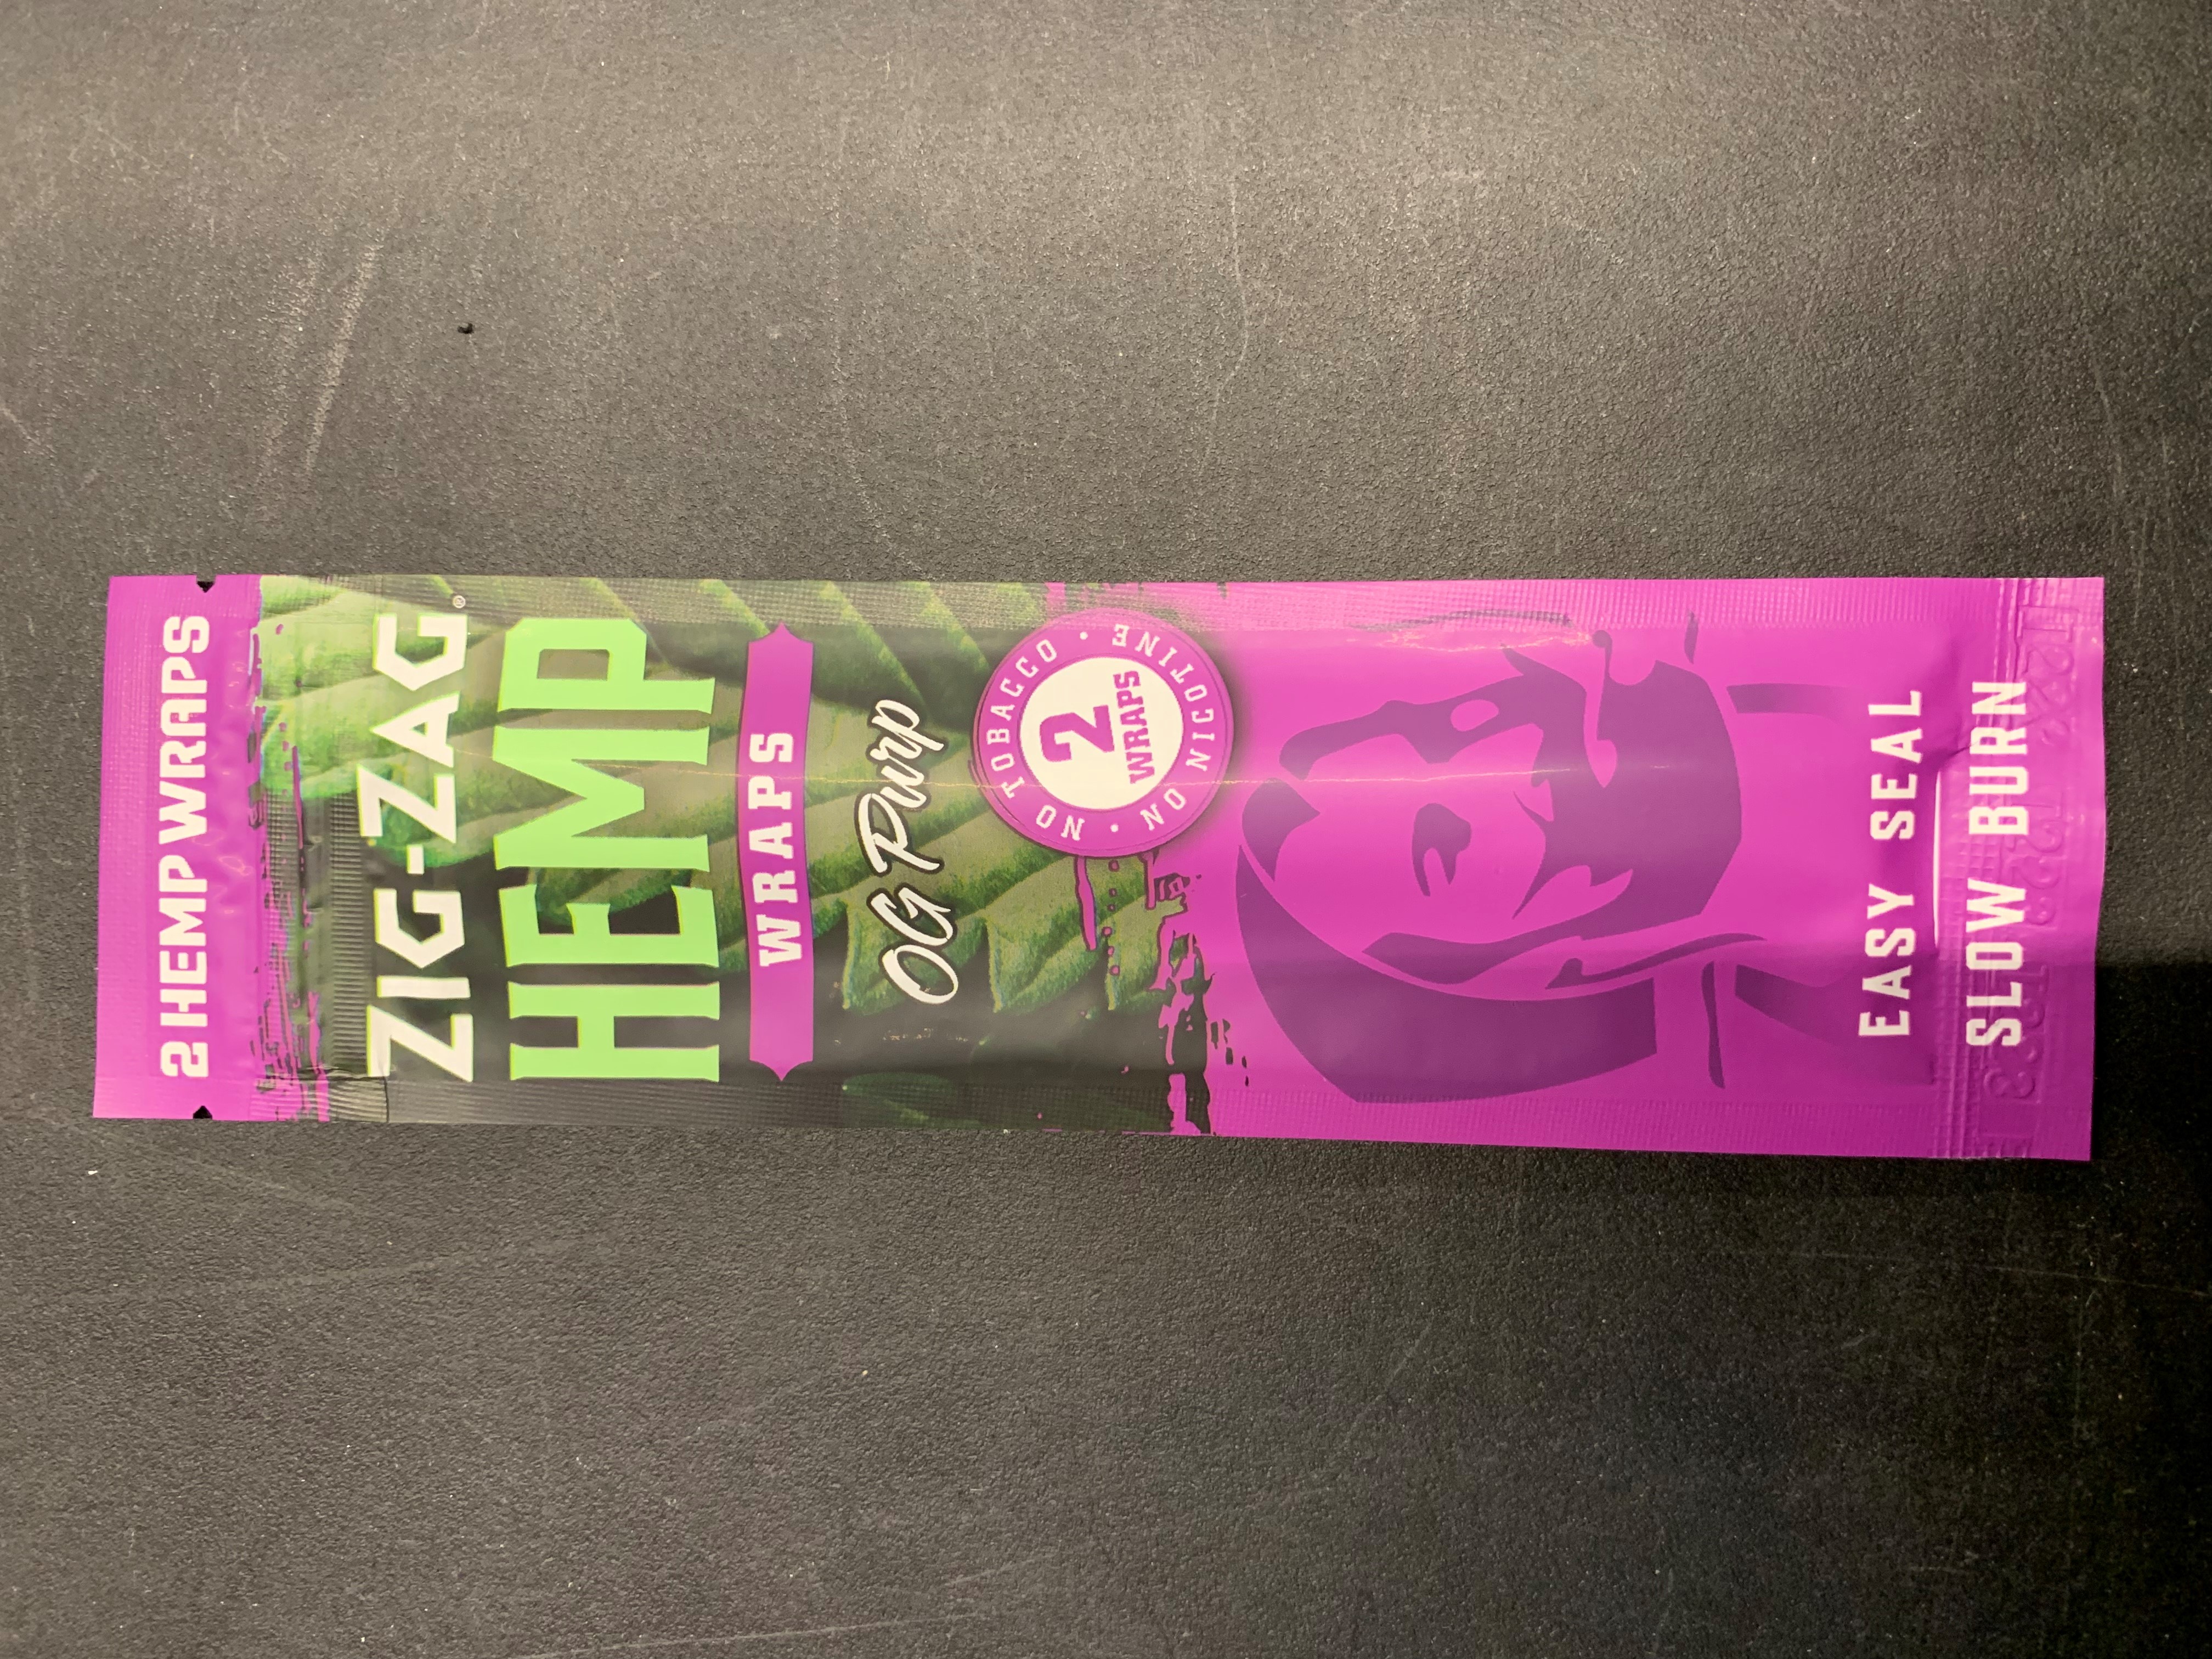 2 HEMP WRAPS
ZIG-ZAG®
HEMP
WRAPS
OG Purp
NO TOBACCO • NO NICOTINE •
2
WRAPS
EASY SEAL
SLOW BURN